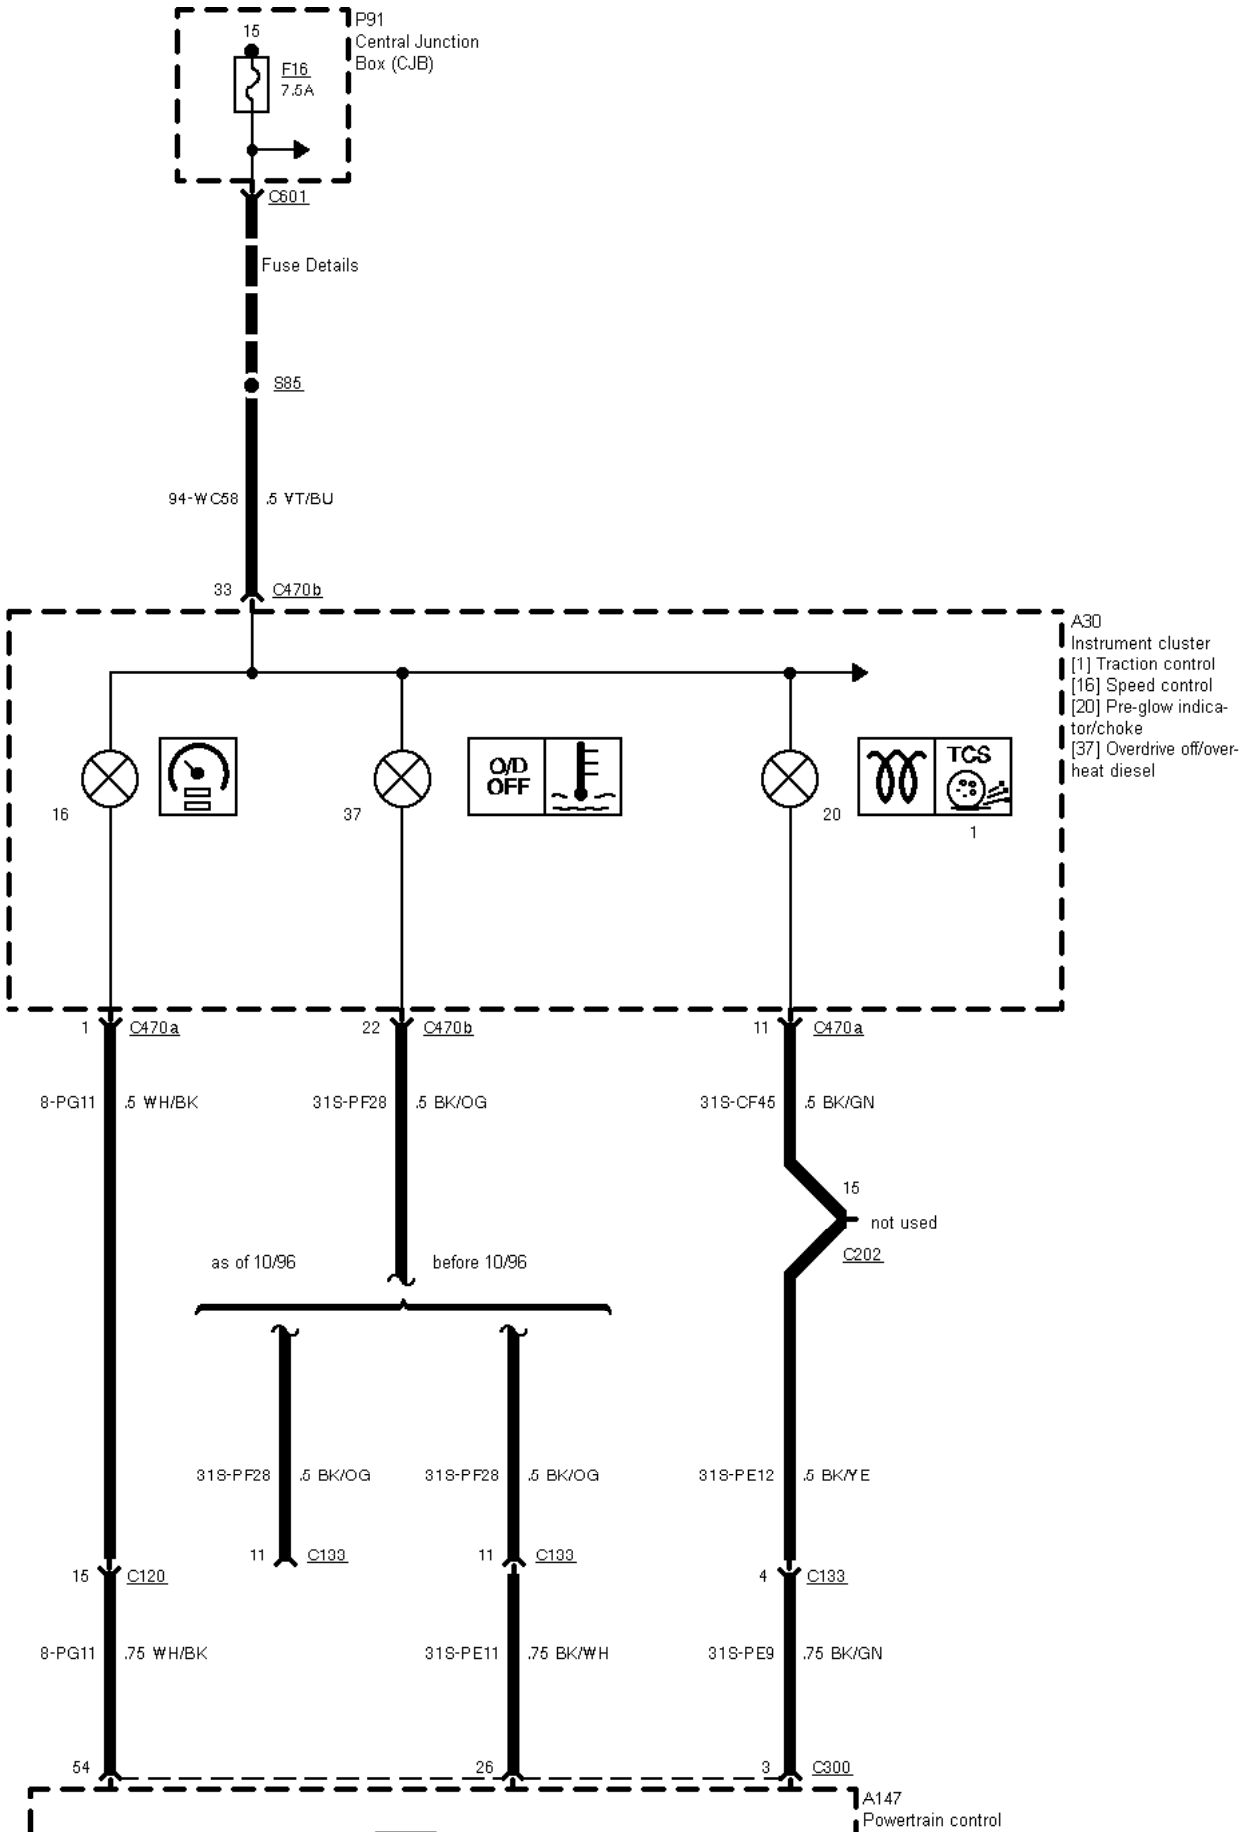 P91
Central Junction
Box (CJB)
15
F16
7.5A
C601
Fuse Details
S85
94-WC58 .5 VT/BU
33 C470b
A30
Instrument cluster
[1] Traction control
[16] Speed control
[20] Pre-glow indica-
tor/choke
[37] Overdrive off/over-
heat diesel
O/D
OFF
TCS
16
37
20
1
1 C470a
22 C470b
11 C470a
8-PG11 .5 WH/BK
31S-PF28 .5 BK/OG
31S-CF45 .5 BK/GN
15
not used
C202
as of 10/96
before 10/96
31S-PF28 .5 BK/OG
31S-PF28 .5 BK/OG
31S-PE12 .5 BK/YE
11 C133
11 C133
15 C120
4 C133
8-PG11 .75 WH/BK
31S-PE11 .75 BK/WH
31S-PE9 .75 BK/GN
54
26
3 C300
A147
Powertrain control